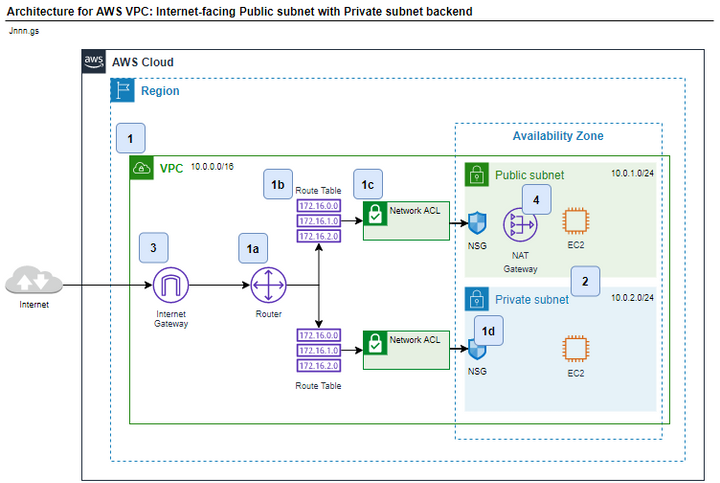 Architecture for AWS VPC: Internet-facing Public subnet with Private subnet backend
Jnnn.gs
aws
AWS Cloud
Region
1
Availability Zone
VPC
10.0.0.0/16
1b
Route Table
1c
172.16.0.0
172.16.1.0
172.16.2.0
Network ACL
Public subnet
10.0.1.0/24
4
NSG
NAT
Gateway
EC2
3
1a
Internet
Internet
Gateway
Router
2
Private subnet
10.0.2.0/24
1d
172.16.0.0
172.16.1.0
172.16.2.0
Route Table
Network ACL
NSG
EC2